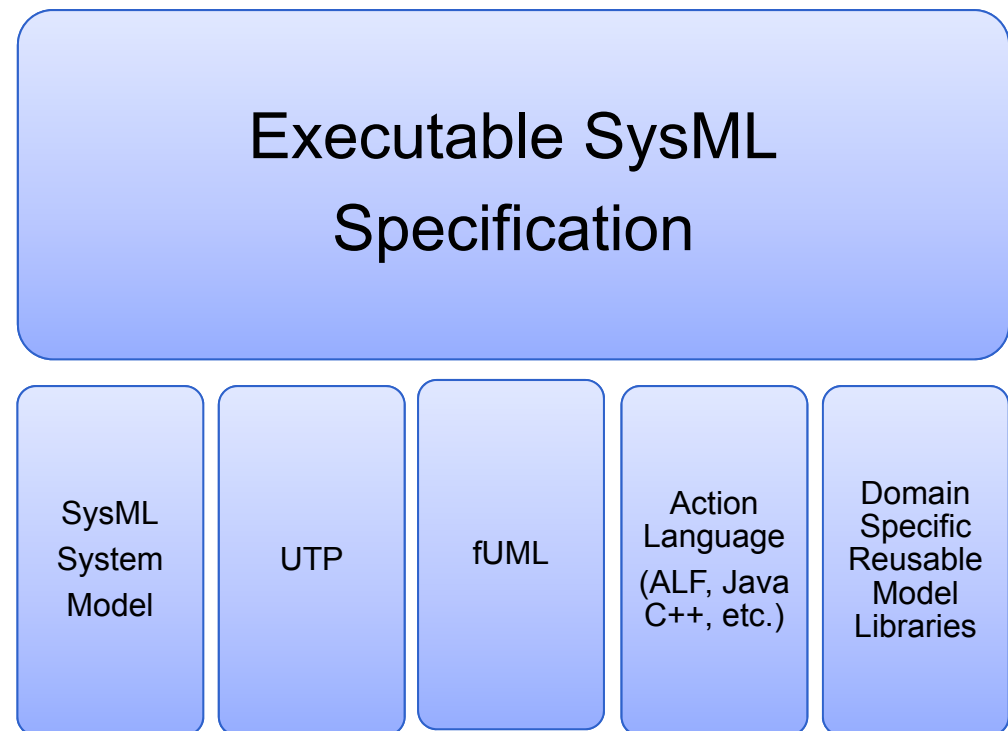 Executable SysML
Specification
SysML
System
Model
UTP
fUML
Action
Language
(ALF, Java
C++, etc.)
Domain
Specific
Reusable
Model
Libraries